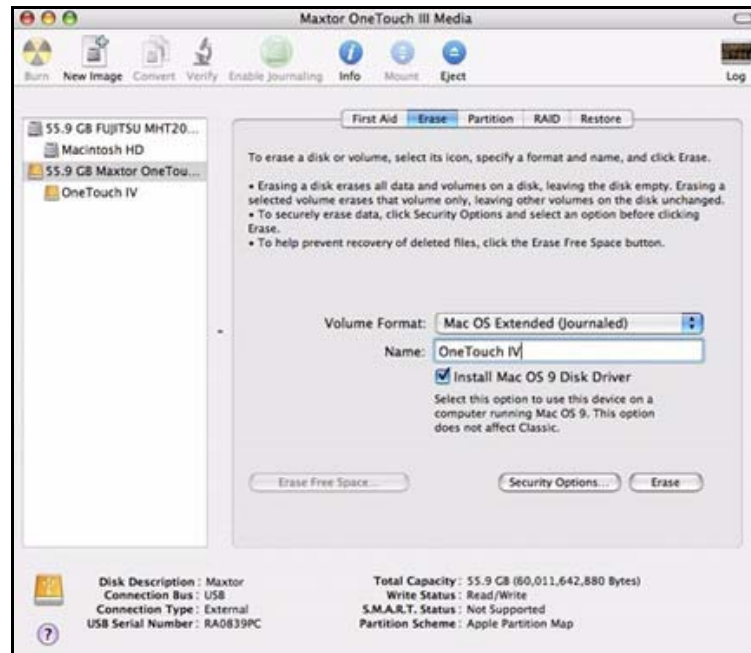 Maxtor OneTouch III Media
Burn New Image Convert Verify Enable Journaling Info Mount Eject Log
55.9 GB FUJITSU MHT20...
Macintosh HD
55.9 GB Maxtor OneTou...
OneTouch IV
First Aid Erase Partition RAID Restore
To erase a disk or volume, select its icon, specify a format and name, and click Erase.
• Erasing a disk erases all data and volumes on a disk, leaving the disk empty. Erasing a
selected volume erases that volume only, leaving other volumes on the disk unchanged.
• To securely erase data, click Security Options and select an option before clicking
Erase.
• To help prevent recovery of deleted files, click the Erase Free Space button.
Volume Format: Mac OS Extended (Journaled)
Name: OneTouch IV
Install Mac OS 9 Disk Driver
Select this option to use this device on a
computer running Mac OS 9. This option
does not affect Classic.
Erase Free Space... Security Options... Erase
Disk Description : Maxtor
Connection Bus : USB
Connection Type : External
USB Serial Number : RA0839PC
Total Capacity : 55.9 GB (60,011,642,880 Bytes)
Write Status : Read/Write
S.M.A.R.T. Status : Not Supported
Partition Scheme : Apple Partition Map
?